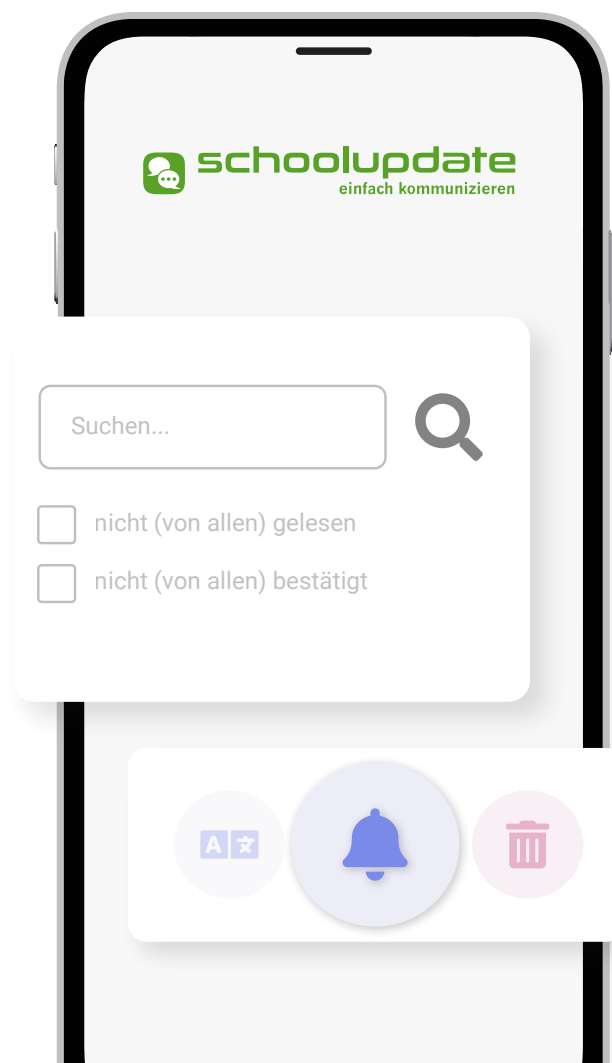 schoolupdate
einfach kommunizieren
Suchen...
nicht (von allen) gelesen
nicht (von allen) bestätigt
A